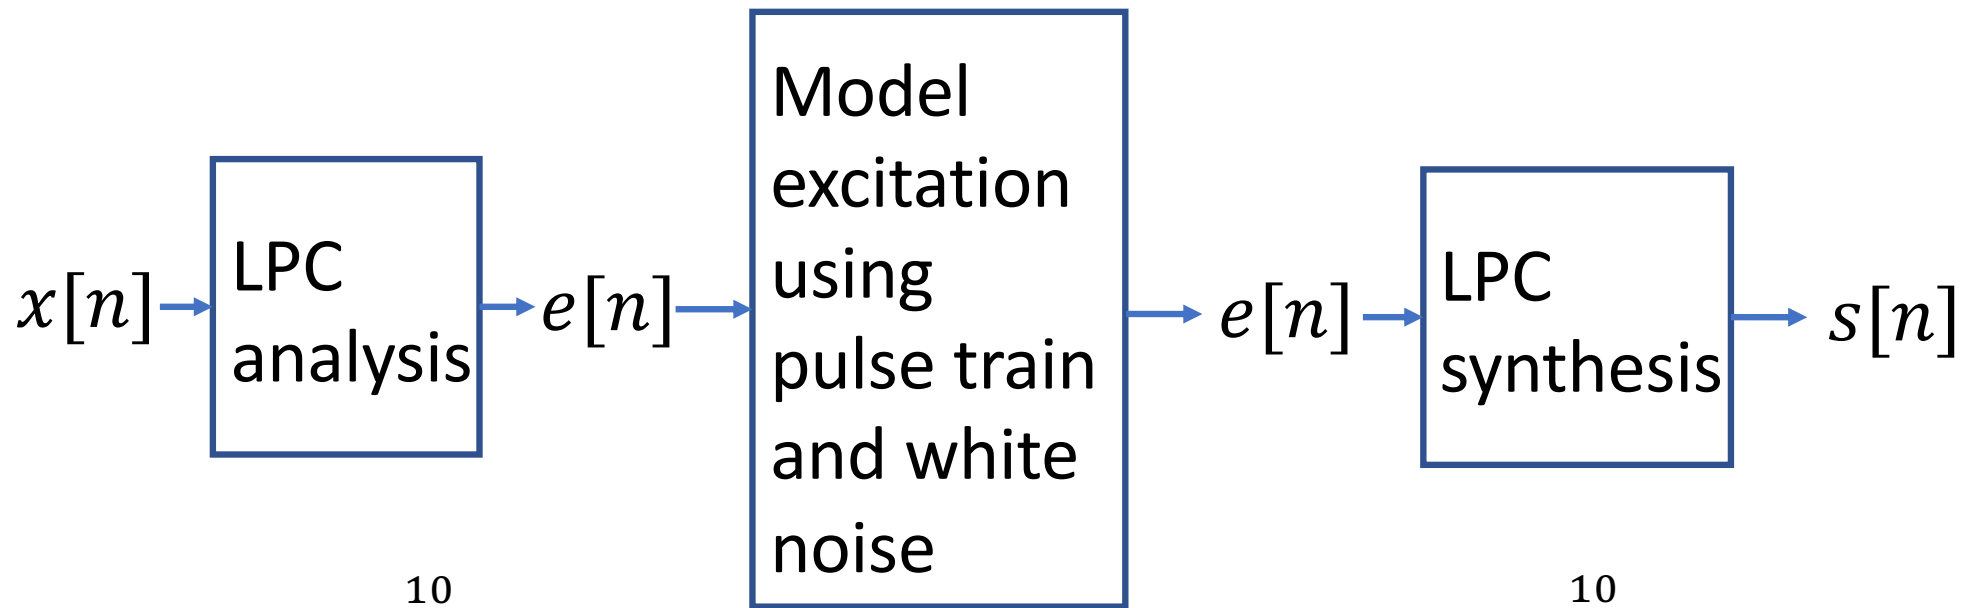 x[n]
LPC
analysis
e[n]
Model
excitation
using
pulse train
and white
noise
e[n]
LPC
synthesis
s[n]
10
10